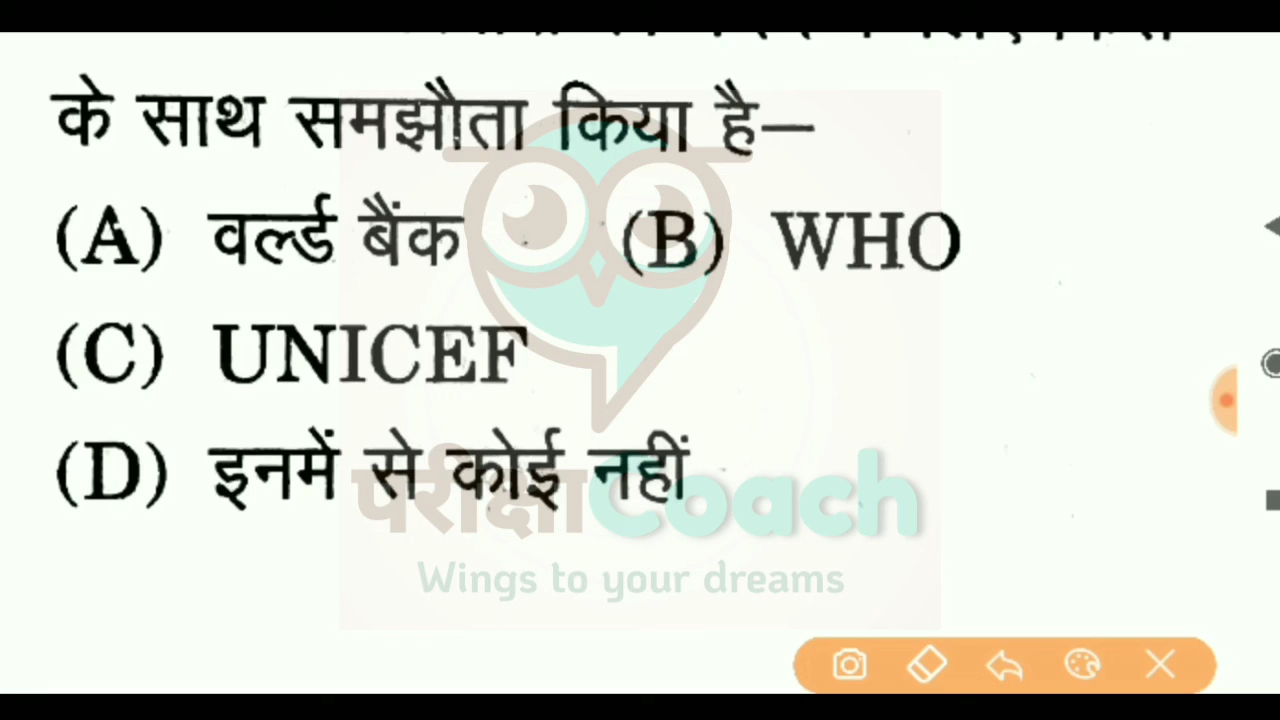 के साथ समझौता किया है—
(A) वर्ल्ड बैंक (B) WHO
(C) UNICEF
(D) इनमें से कोई नहीं
परीक्षाCoach
Wings to your dreams